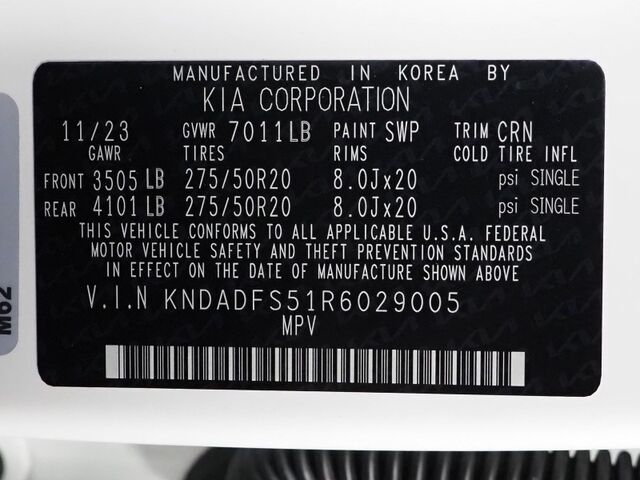 MANUFACTURED IN KOREA BY
KIA CORPORATION
11/23 GVWR 7011LB PAINT SWP TRIM CRN
GAWR TIRES RIMS COLD TIRE INFL
FRONT 3505 LB 275/50R20 8.0Jx20 psi SINGLE
REAR 4101 LB 275/50R20 8.0Jx20 psi SINGLE
THIS VEHICLE CONFORMS TO ALL APPLICABLE U.S.A. FEDERAL
MOTOR VEHICLE SAFETY AND THEFT PREVENTION STANDARDS
IN EFFECT ON THE DATE OF MANUFACTURE SHOWN ABOVE
V.I.N KNDADFS51R6029005
MPV
M62